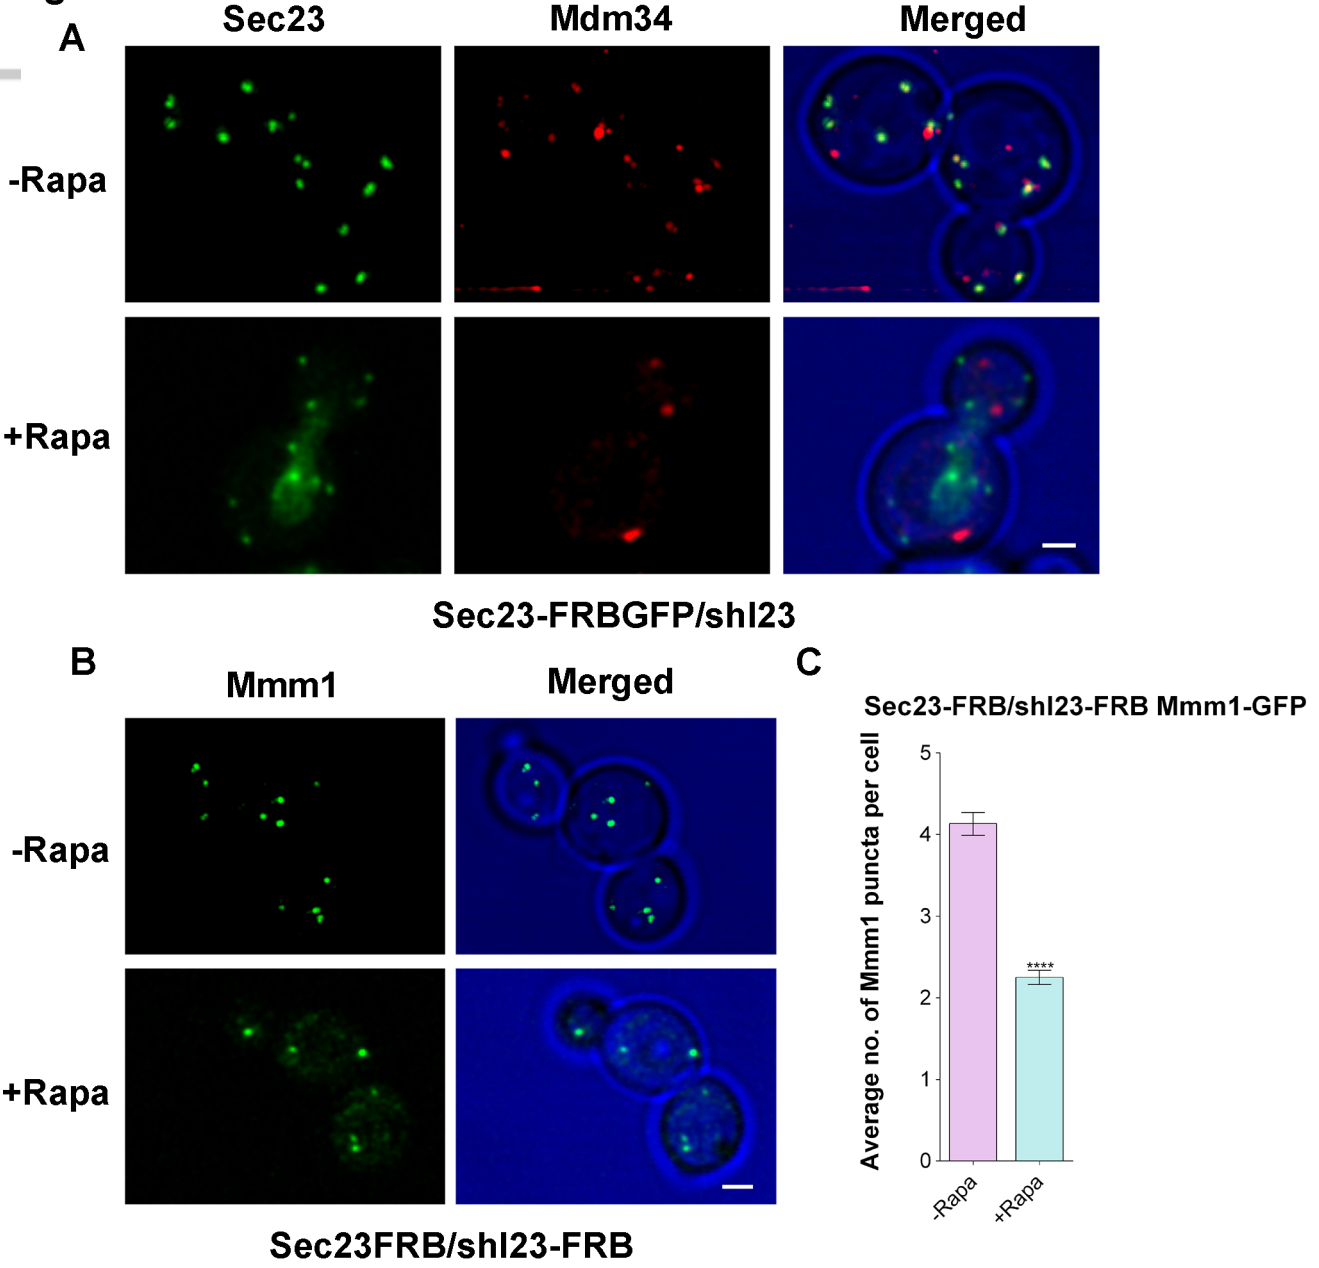 A
Sec23 Mdm34 Merged
-Rapa
+Rapa
Sec23-FRBGFP/shl23
B
Mmm1 Merged
-Rapa
+Rapa
Sec23FRB/shl23-FRB
C
Sec23-FRB/shl23-FRB Mmm1-GFP
Average no. of Mmm1 puncta per cell
5
4
3
2
1
0
****
-Rapa
+Rapa